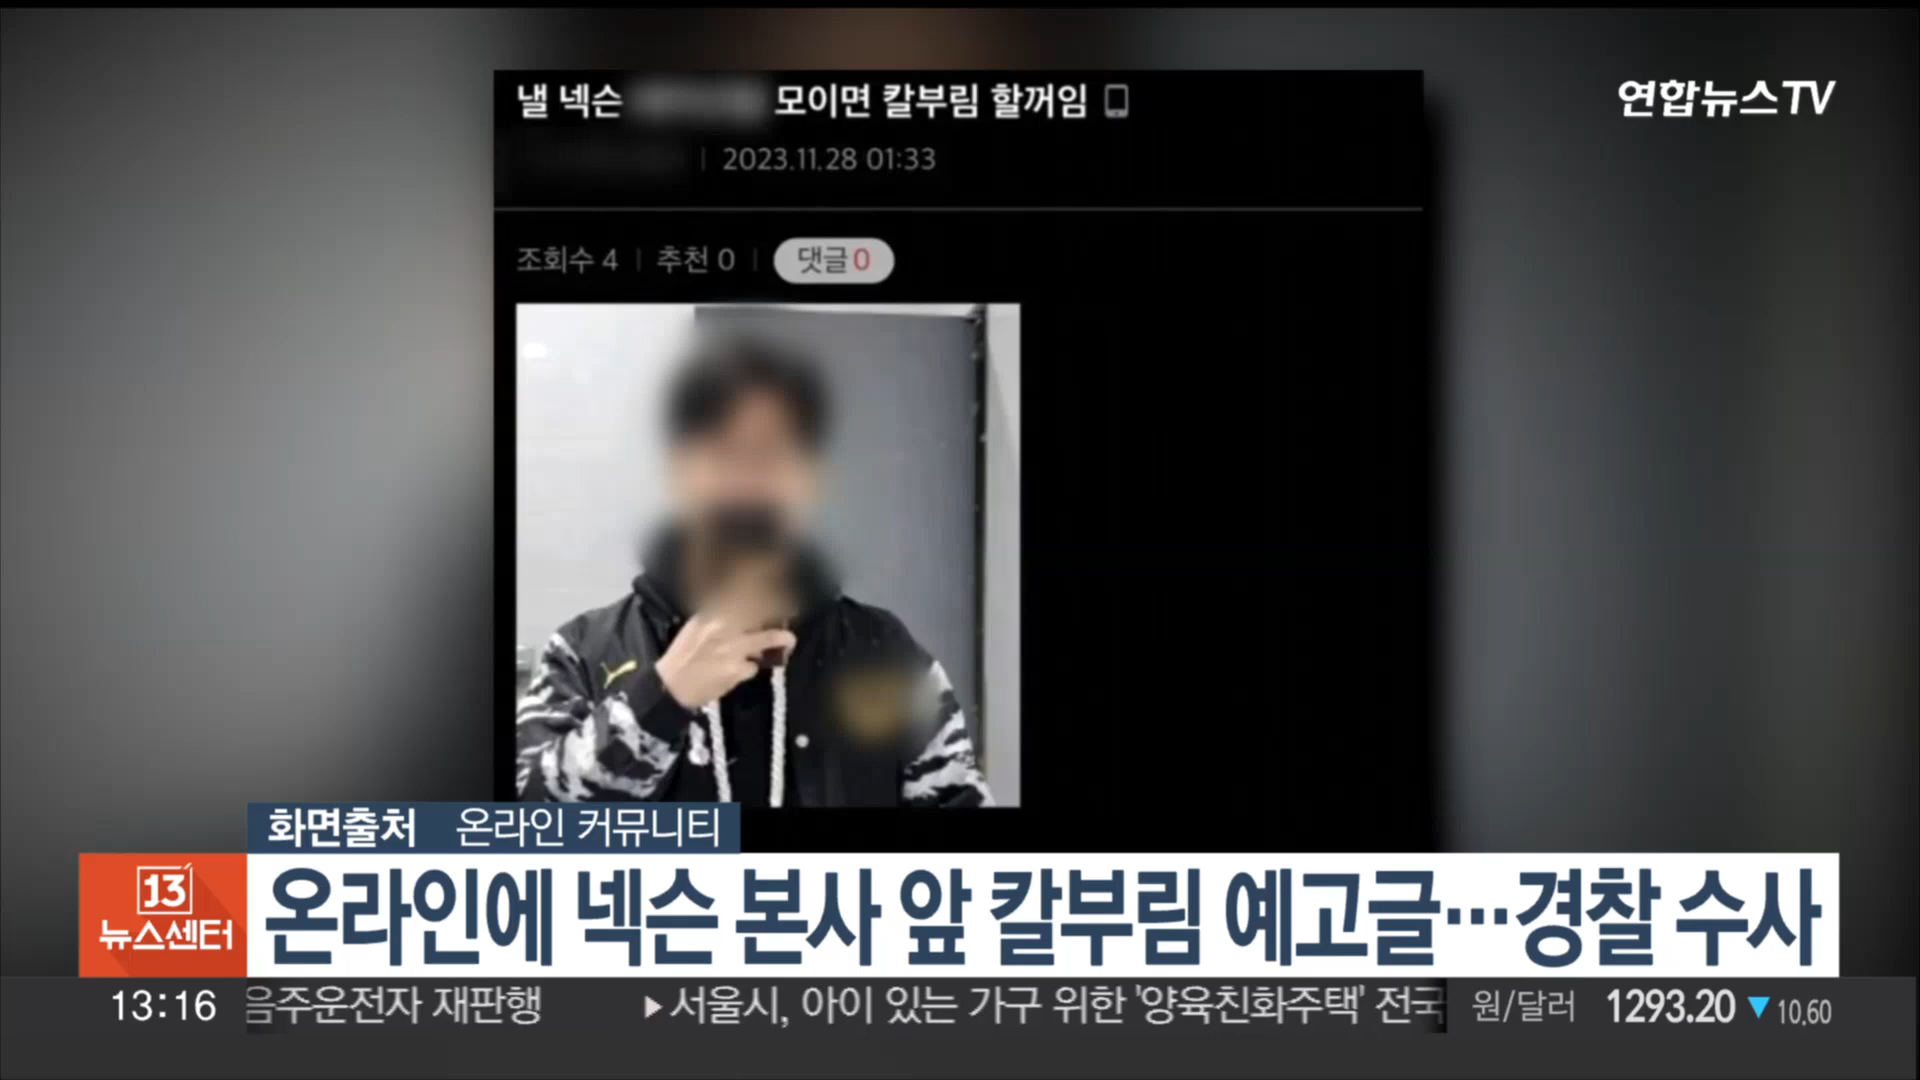 낼 넥슨 모이면 칼부림 할꺼임
연합뉴스TV
2023.11.28 01:33
조회수 4 추천 0 댓글 0
화면출처 온라인 커뮤니티
13
뉴스센터
온라인에 넥슨 본사 앞 칼부림 예고글…경찰 수사
13:16
음주운전자 재판행 ▶서울시, 아이 있는 가구 위한 '양육친화주택' 전국
원/달러 1293.20 ▼ 10.60